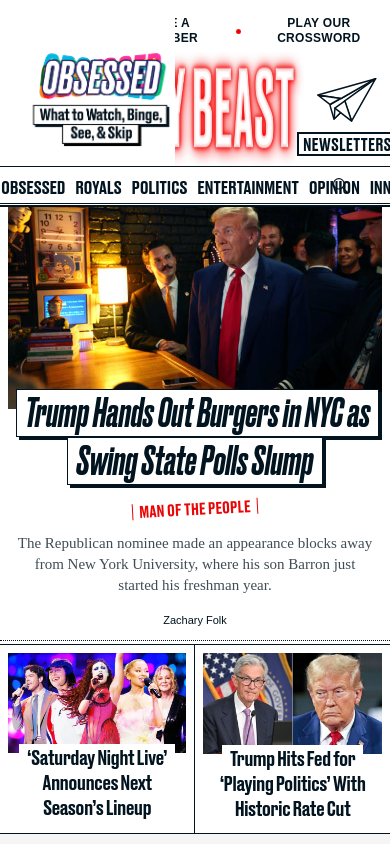 E A
BER
PLAY OUR
CROSSWORD
OBSESSED
What to Watch, Binge,
See, & Skip
Y BEAST
NEWSLETTERS
OBSESSED ROYALS POLITICS ENTERTAINMENT OPINION INN
Trump Hands Out Burgers in NYC as
Swing State Polls Slump
MAN OF THE PEOPLE
The Republican nominee made an appearance blocks away
from New York University, where his son Barron just
started his freshman year.
Zachary Folk
‘Saturday Night Live’
Announces Next
Season’s Lineup
Trump Hits Fed for
‘Playing Politics’ With
Historic Rate Cut